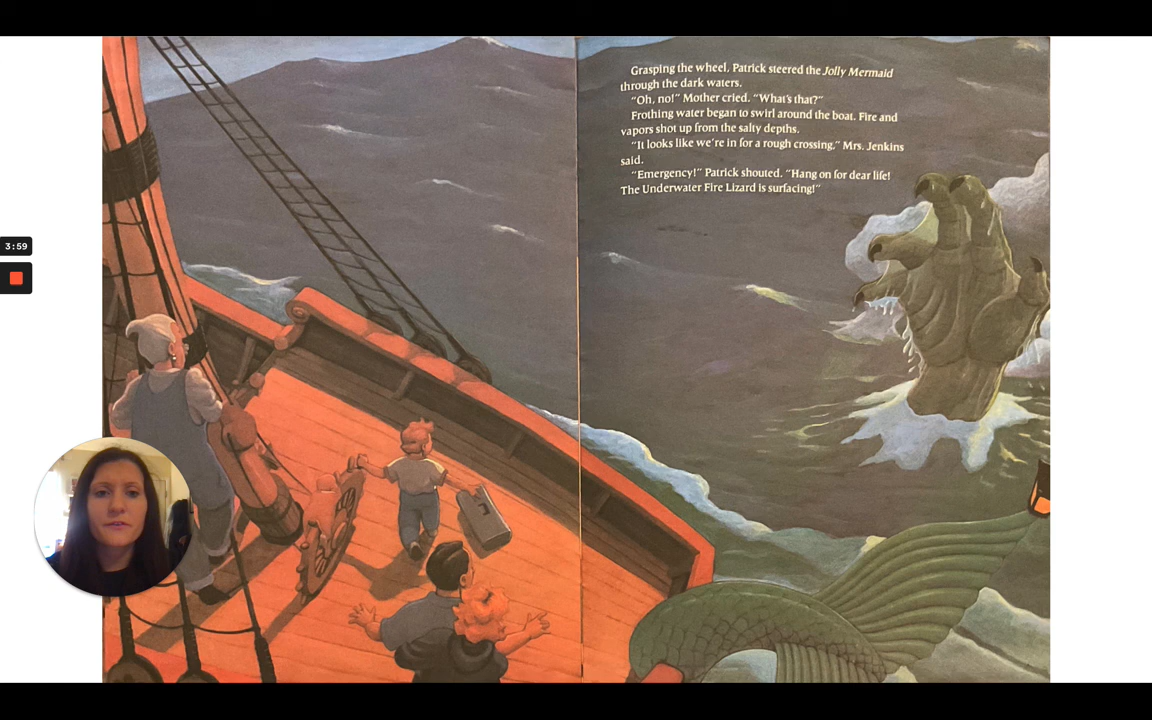 Grasping the wheel, Patrick steered the Jolly Mermaid
through the dark waters.
"Oh, no!" Mother cried. "What's that?"
Frothing water began to swirl around the boat. Fire and
vapors shot up from the salty depths.
"It looks like we're in for a rough crossing," Mrs. Jenkins
said.
"Emergency!" Patrick shouted. "Hang on for dear life!
The Underwater Fire Lizard is surfacing!"
3:59